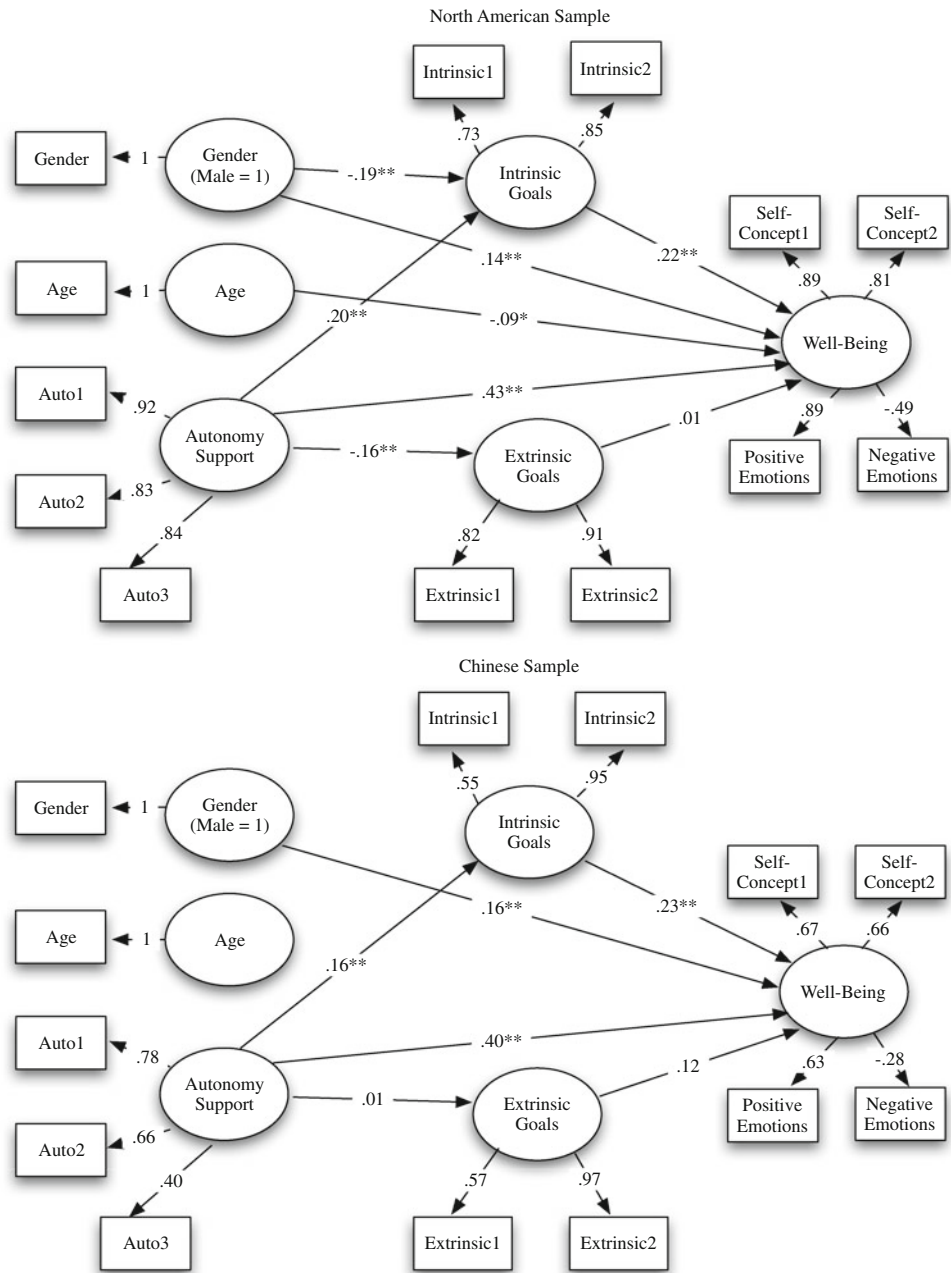 North American Sample
Intrinsic1
Intrinsic2
.73
.85
Gender
1
Gender
(Male = 1)
-.19**
Intrinsic
Goals
Self-
Concept1
Self-
Concept2
.22**
.14**
.89
.81
Age
1
Age
.20**
-.09*
Well-Being
Auto1
.92
.43**
.01
.89
-.49
Autonomy
Support
-.16**
Extrinsic
Goals
Positive
Emotions
Negative
Emotions
Auto2
.83
.84
.82
.91
Auto3
Extrinsic1
Extrinsic2
Chinese Sample
Intrinsic1
Intrinsic2
.55
.95
Gender
1
Gender
(Male = 1)
Intrinsic
Goals
Self-
Concept1
Self-
Concept2
.16**
.23**
.67
.66
Age
1
Age
.16**
Well-Being
Auto1
.78
.40**
.12
.63
-.28
Autonomy
Support
.01
Extrinsic
Goals
Positive
Emotions
Negative
Emotions
Auto2
.66
.40
.57
.97
Auto3
Extrinsic1
Extrinsic2